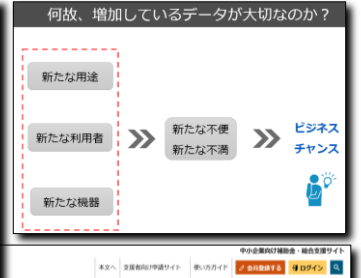 何故、増加しているデータが大切なのか？
新たな用途
新たな利用者
新たな機器
新たな不便
新たな不満
ビジネス
チャンス
中小企業向け補助金・総合支援サイト
本文へ 支援者向け申請サイト 使い方ガイド 会員登録する ログイン